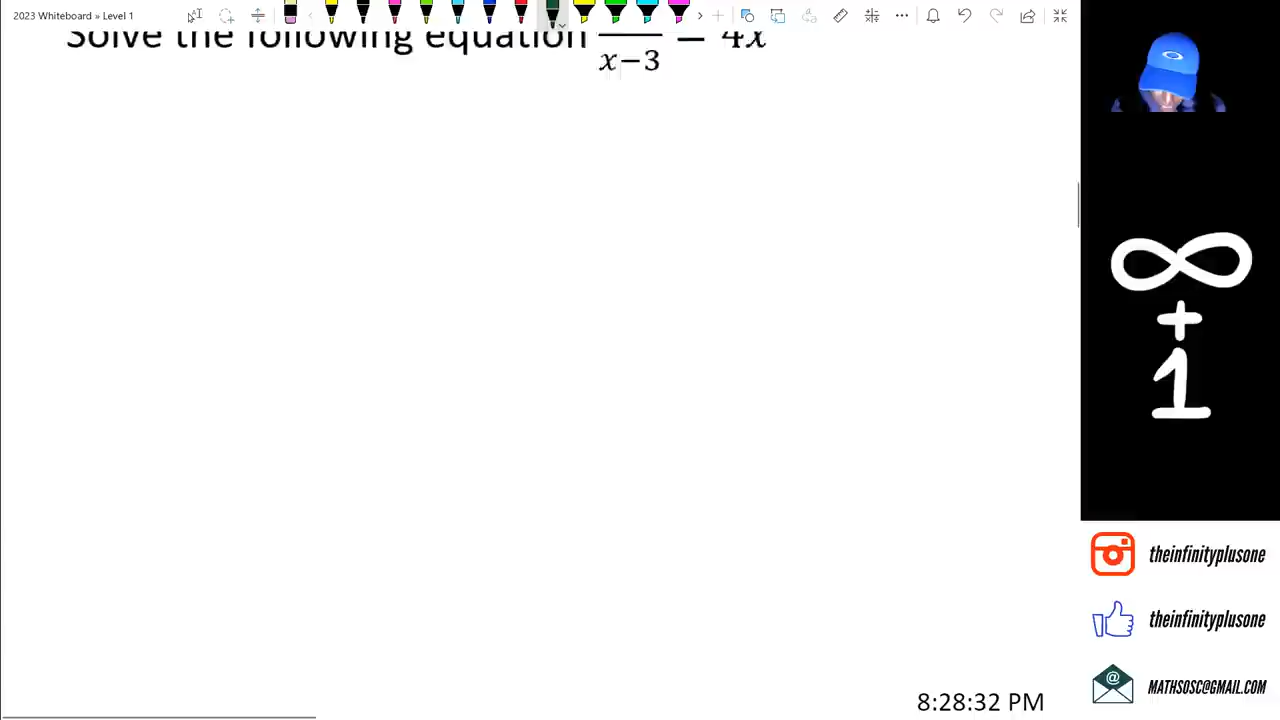 2023 Whiteboard » Level 1
Solve the following equation
x−3
= 4x
∞
+
1
theinfinityplusone
theinfinityplusone
@
MATHSOSC@GMAIL.COM
8:28:32 PM